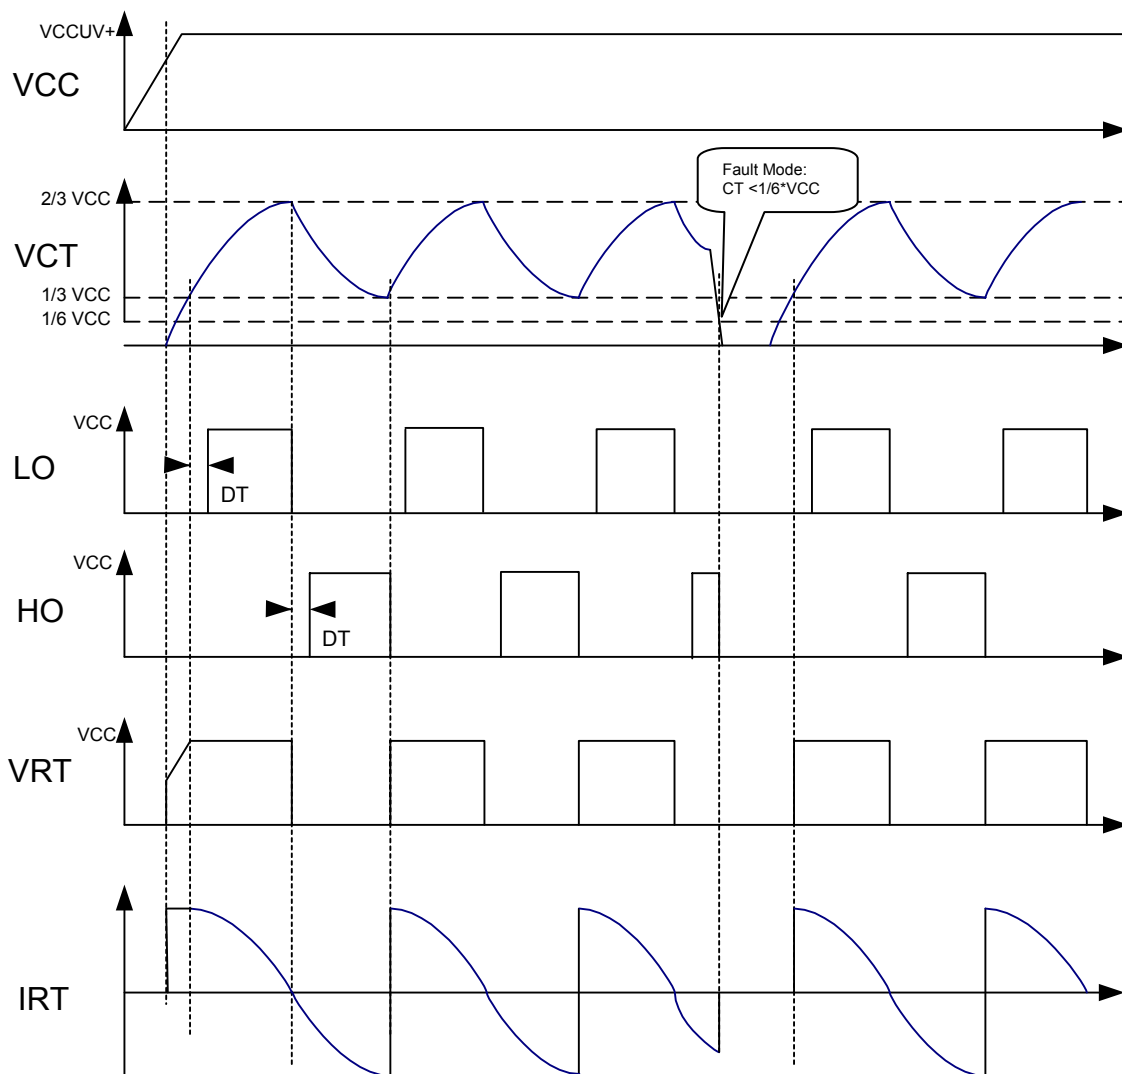 VCCUV+
VCC
Fault Mode:
CT <1/6*VCC
2/3 VCC
VCT
1/3 VCC
1/6 VCC
VCC
LO
DT
VCC
HO
DT
VCC
VRT
IRT